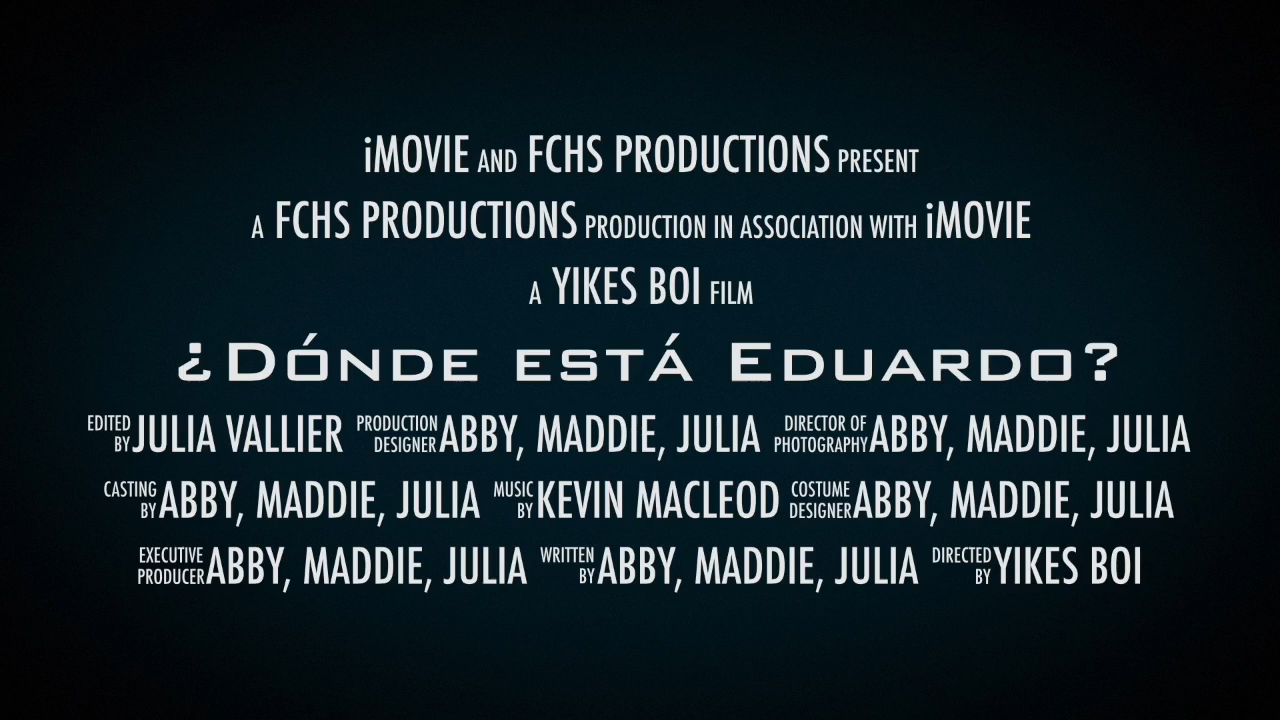 iMOVIE AND FCHS PRODUCTIONS PRESENT
A FCHS PRODUCTIONS PRODUCTION IN ASSOCIATION WITH iMOVIE
A YIKES BOI FILM
¿DÓNDE ESTÁ EDUARDO?
EDITED BY JULIA VALLIER PRODUCTION DESIGNER ABBY, MADDIE, JULIA DIRECTOR OF PHOTOGRAPHY ABBY, MADDIE, JULIA
CASTING BY ABBY, MADDIE, JULIA MUSIC BY KEVIN MACLEOD COSTUME DESIGNER ABBY, MADDIE, JULIA
EXECUTIVE PRODUCER ABBY, MADDIE, JULIA WRITTEN BY ABBY, MADDIE, JULIA DIRECTED BY YIKES BOI